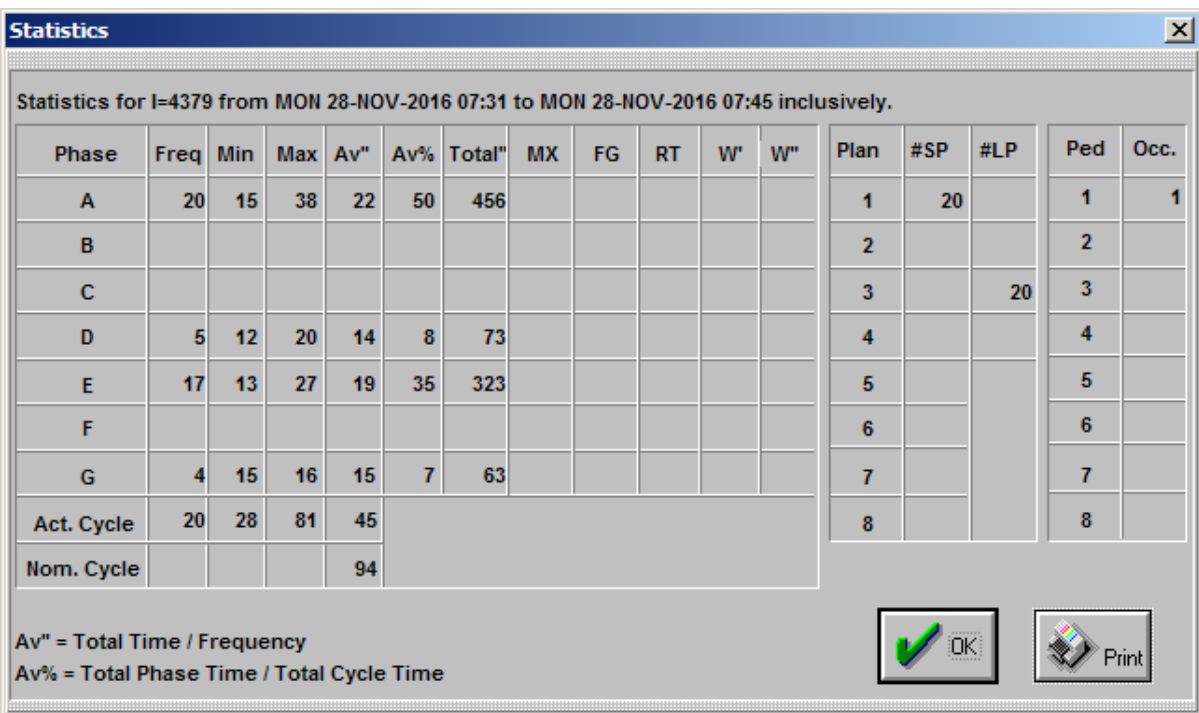 Statistics
Statistics for I=4379 from MON 28-NOV-2016 07:31 to MON 28-NOV-2016 07:45 inclusively.
Phase Freq Min Max Av" Av% Total" MX FG RT W' W" Plan #SP #LP Ped Occ.
A 20 15 38 22 50 456 1 20 1 1
B 2 2
C 3 20 3
D 5 12 20 14 8 73 4 4
E 17 13 27 19 35 323 5 5
F 6 6
G 4 15 16 15 7 63 7 7
Act. Cycle 20 28 81 45 8 8
Nom. Cycle 94
Av" = Total Time / Frequency
Av% = Total Phase Time / Total Cycle Time
OK Print